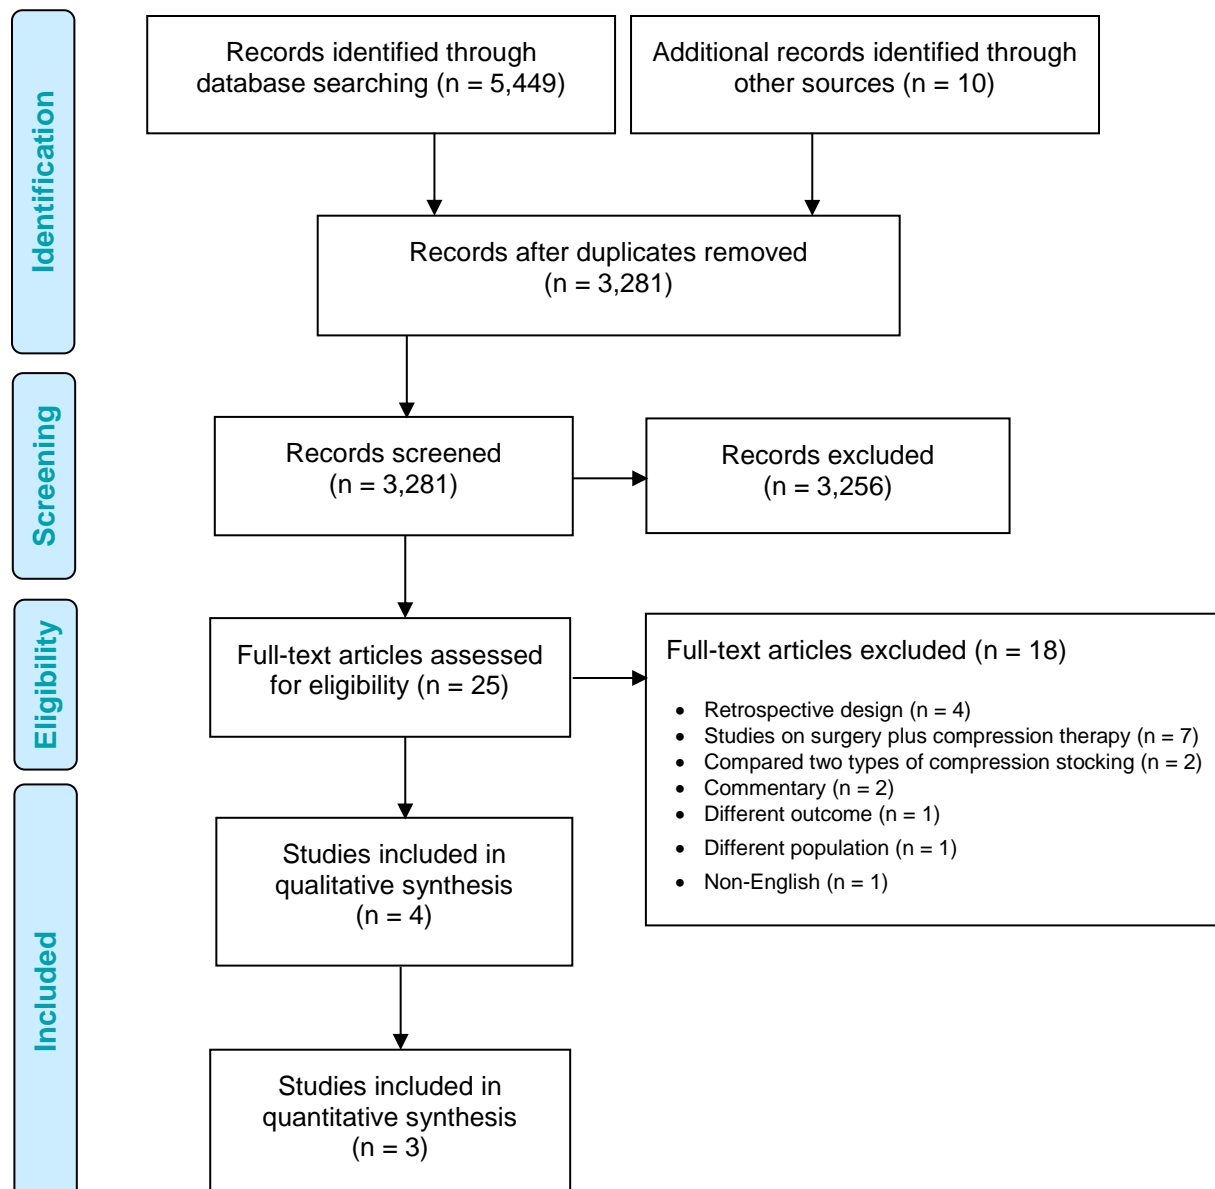 Identification
Records identified through
database searching (n = 5,449)
Additional records identified through
other sources (n = 10)
Records after duplicates removed
(n = 3,281)
Screening
Records screened
(n = 3,281)
Records excluded
(n = 3,256)
Eligibility
Full-text articles assessed
for eligibility (n = 25)
Full-text articles excluded (n = 18)
• Retrospective design (n = 4)
• Studies on surgery plus compression therapy (n = 7)
• Compared two types of compression stocking (n = 2)
• Commentary (n = 2)
• Different outcome (n = 1)
• Different population (n = 1)
• Non-English (n = 1)
Included
Studies included in
qualitative synthesis
(n = 4)
Studies included in
quantitative synthesis
(n = 3)